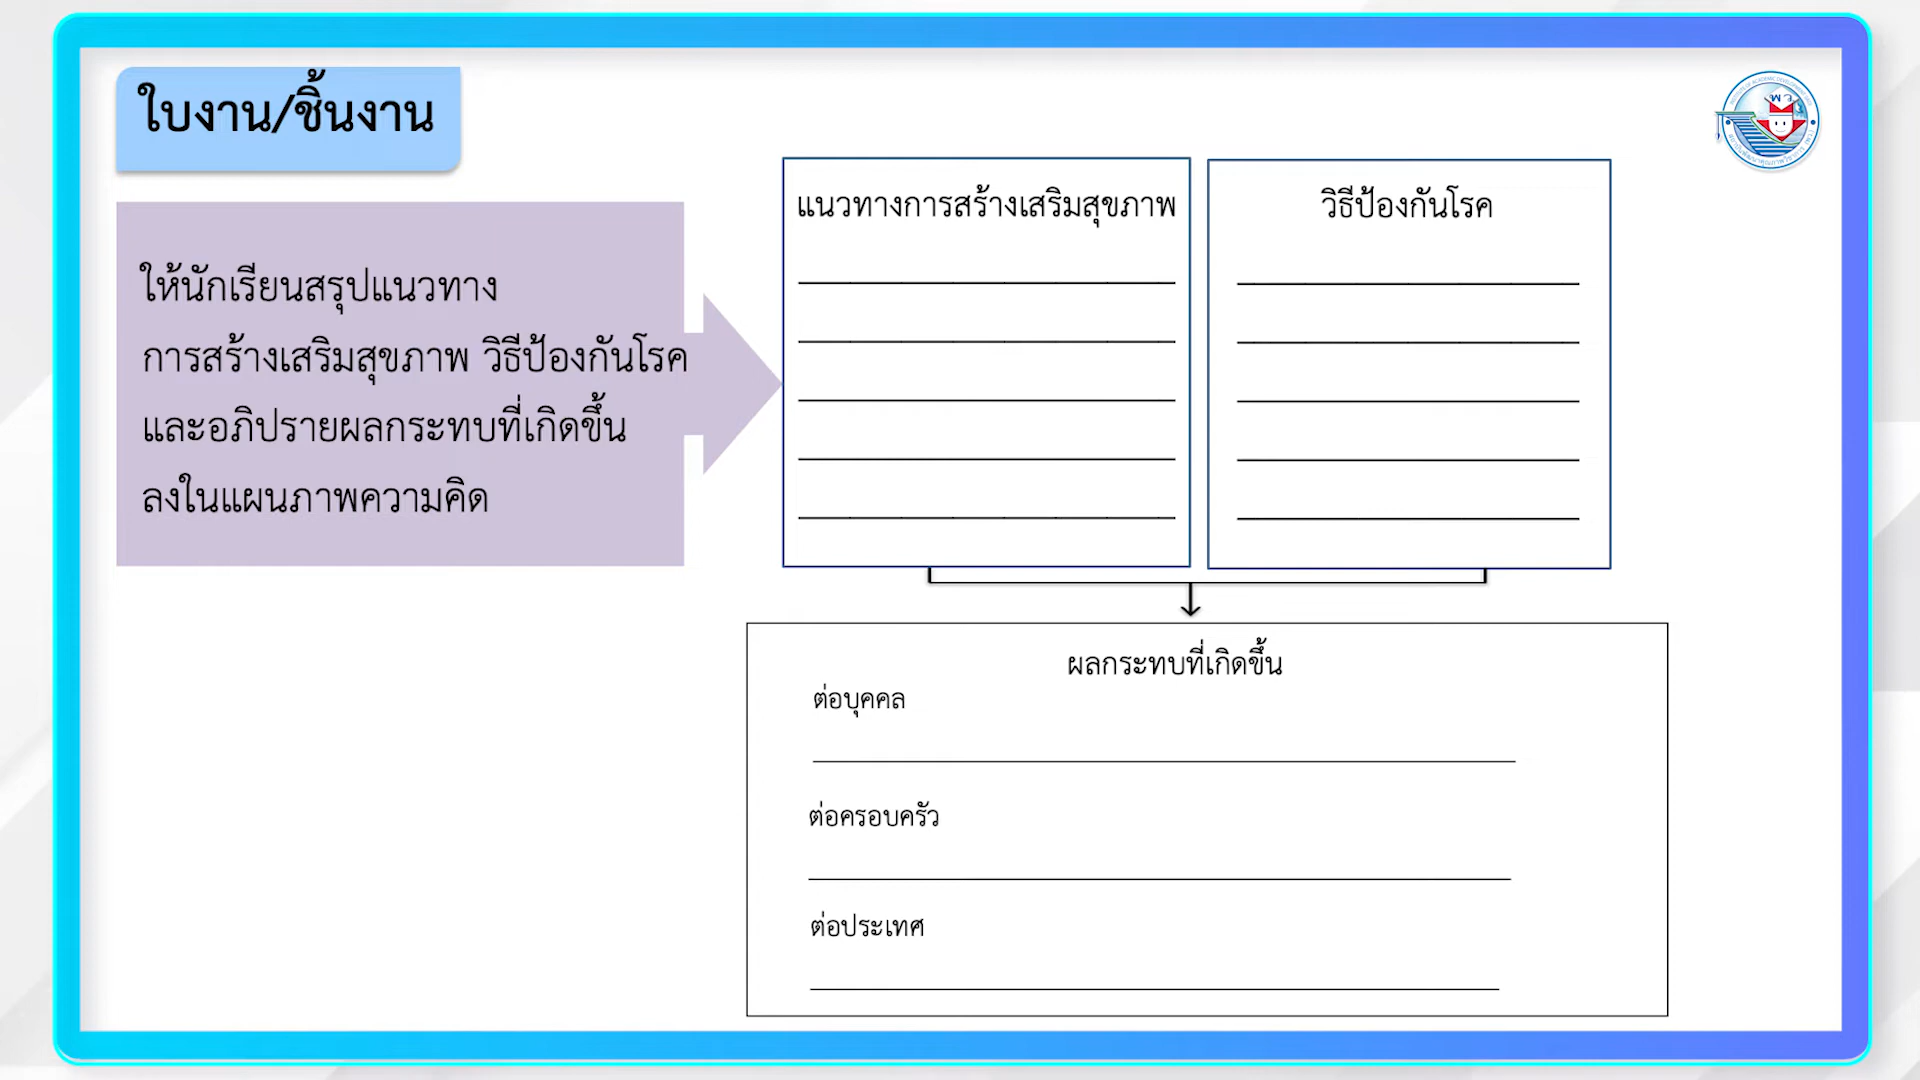 ใบงาน/ชิ้นงาน
ให้นักเรียนสรุปแนวทาง
การสร้างเสริมสุขภาพ วิธีป้องกันโรค
และอภิปรายผลกระทบที่เกิดขึ้น
ลงในแผนภาพความคิด
แนวทางการสร้างเสริมสุขภาพ
วิธีป้องกันโรค
ผลกระทบที่เกิดขึ้น
ต่อบุคคล
ต่อครอบครัว
ต่อประเทศ
พว